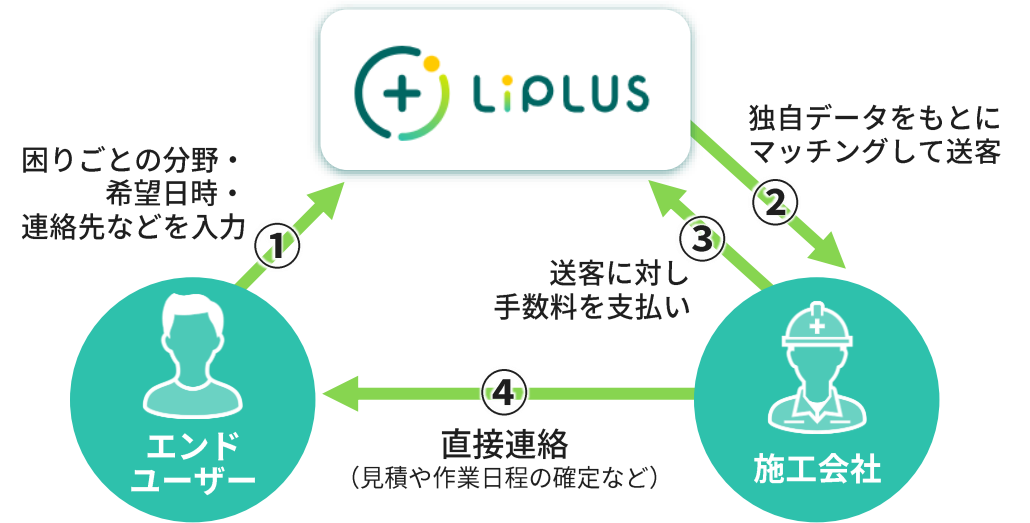 LiPLUS
困りごとの分野・
希望日時・
連絡先などを入力
①
独自データをもとに
マッチングして送客
②
③
送客に対し
手数料を支払い
④
直接連絡
（見積や作業日程の確定など）
エンド
ユーザー
施工会社